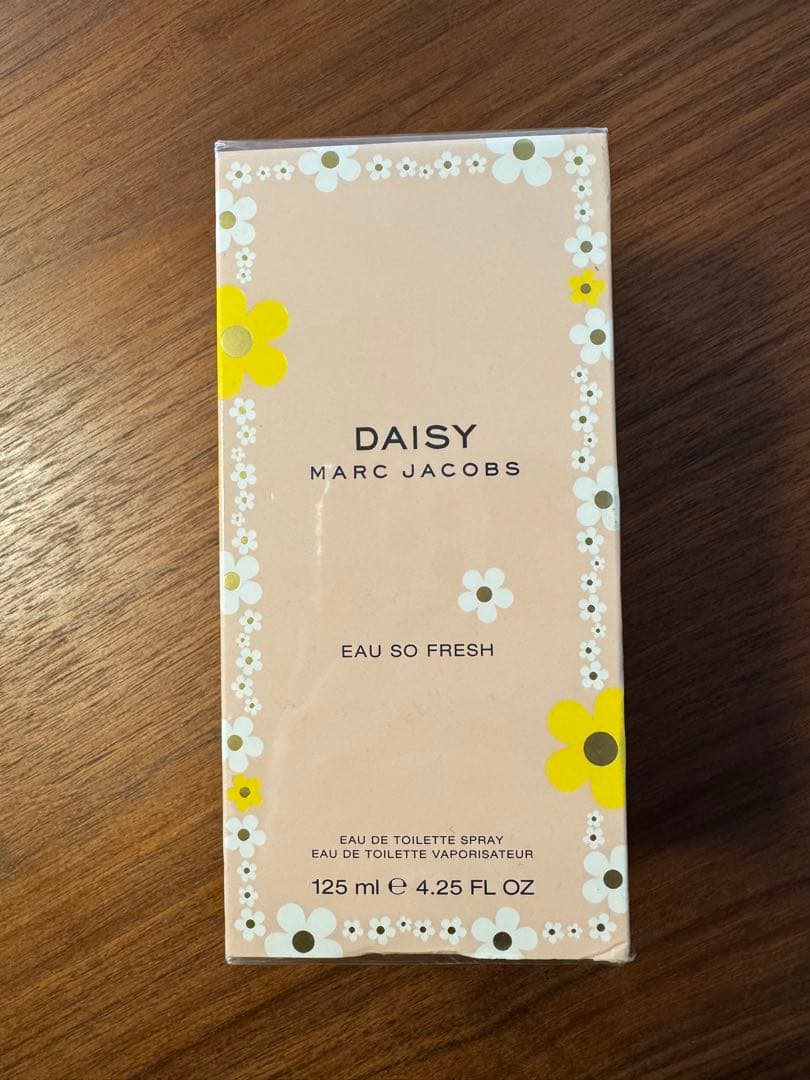 DAISY
MARC JACOBS
EAU SO FRESH
EAU DE TOILETTE SPRAY
EAU DE TOILETTE VAPORISATEUR
125 ml ℮ 4.25 FL OZ